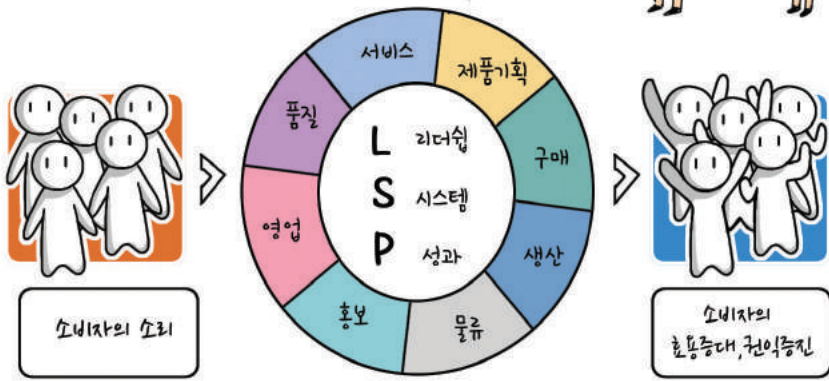 서비스
제품기획
구매
생산
물류
홍보
영업
품질
L 리더쉽
S 시스템
P 성과
소비자의 소리
소비자의
효용증대, 권익증진